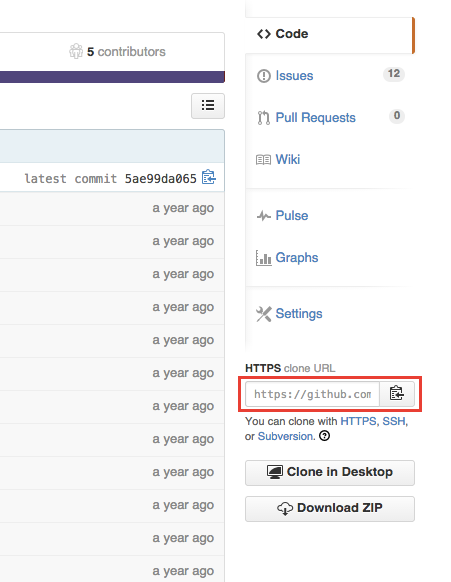 5 contributors
latest commit 5ae99da065
a year ago
a year ago
a year ago
a year ago
a year ago
a year ago
a year ago
a year ago
a year ago
a year ago
a year ago
a year ago
Code
Issues 12
Pull Requests 0
Wiki
Pulse
Graphs
Settings
HTTPS clone URL
https://github.com
You can clone with HTTPS, SSH,
or Subversion.
Clone in Desktop
Download ZIP